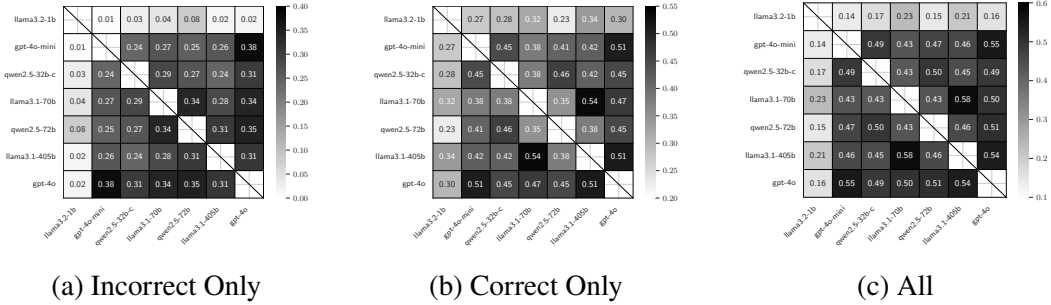 llama3.2-1b 0.01 0.03 0.04 0.08 0.02 0.02
gpt-4o-mini 0.01 0.24 0.27 0.25 0.26 0.38
qwen2.5-32b-c 0.03 0.24 0.29 0.27 0.24 0.31
llama3.1-70b 0.04 0.27 0.29 0.34 0.28 0.34
qwen2.5-72b 0.08 0.25 0.27 0.34 0.31 0.35
llama3.1-405b 0.02 0.26 0.24 0.28 0.31 0.31
gpt-4o 0.02 0.38 0.31 0.34 0.35 0.31
llama3.2-1b gpt-4o-mini qwen2.5-32b-c llama3.1-70b qwen2.5-72b llama3.1-405b gpt-4o
0.40
0.35
0.30
0.25
0.20
0.15
0.10
0.05
0.00
(a) Incorrect Only
llama3.2-1b 0.27 0.28 0.32 0.23 0.34 0.30
gpt-4o-mini 0.27 0.45 0.38 0.41 0.42 0.51
qwen2.5-32b-c 0.28 0.45 0.38 0.46 0.42 0.45
llama3.1-70b 0.32 0.38 0.38 0.35 0.54 0.47
qwen2.5-72b 0.23 0.41 0.46 0.35 0.38 0.45
llama3.1-405b 0.34 0.42 0.42 0.54 0.38 0.51
gpt-4o 0.30 0.51 0.45 0.47 0.45 0.51
llama3.2-1b gpt-4o-mini qwen2.5-32b-c llama3.1-70b qwen2.5-72b llama3.1-405b gpt-4o
0.55
0.50
0.45
0.40
0.35
0.30
0.25
0.20
(b) Correct Only
llama3.2-1b 0.14 0.17 0.23 0.15 0.21 0.16
gpt-4o-mini 0.14 0.49 0.43 0.47 0.46 0.55
qwen2.5-32b-c 0.17 0.49 0.43 0.50 0.45 0.49
llama3.1-70b 0.23 0.43 0.43 0.43 0.58 0.50
qwen2.5-72b 0.15 0.47 0.50 0.43 0.46 0.51
llama3.1-405b 0.21 0.46 0.45 0.58 0.46 0.54
gpt-4o 0.16 0.55 0.49 0.50 0.51 0.54
llama3.2-1b gpt-4o-mini qwen2.5-32b-c llama3.1-70b qwen2.5-72b llama3.1-405b gpt-4o
0.6
0.5
0.4
0.3
0.2
0.1
(c) All